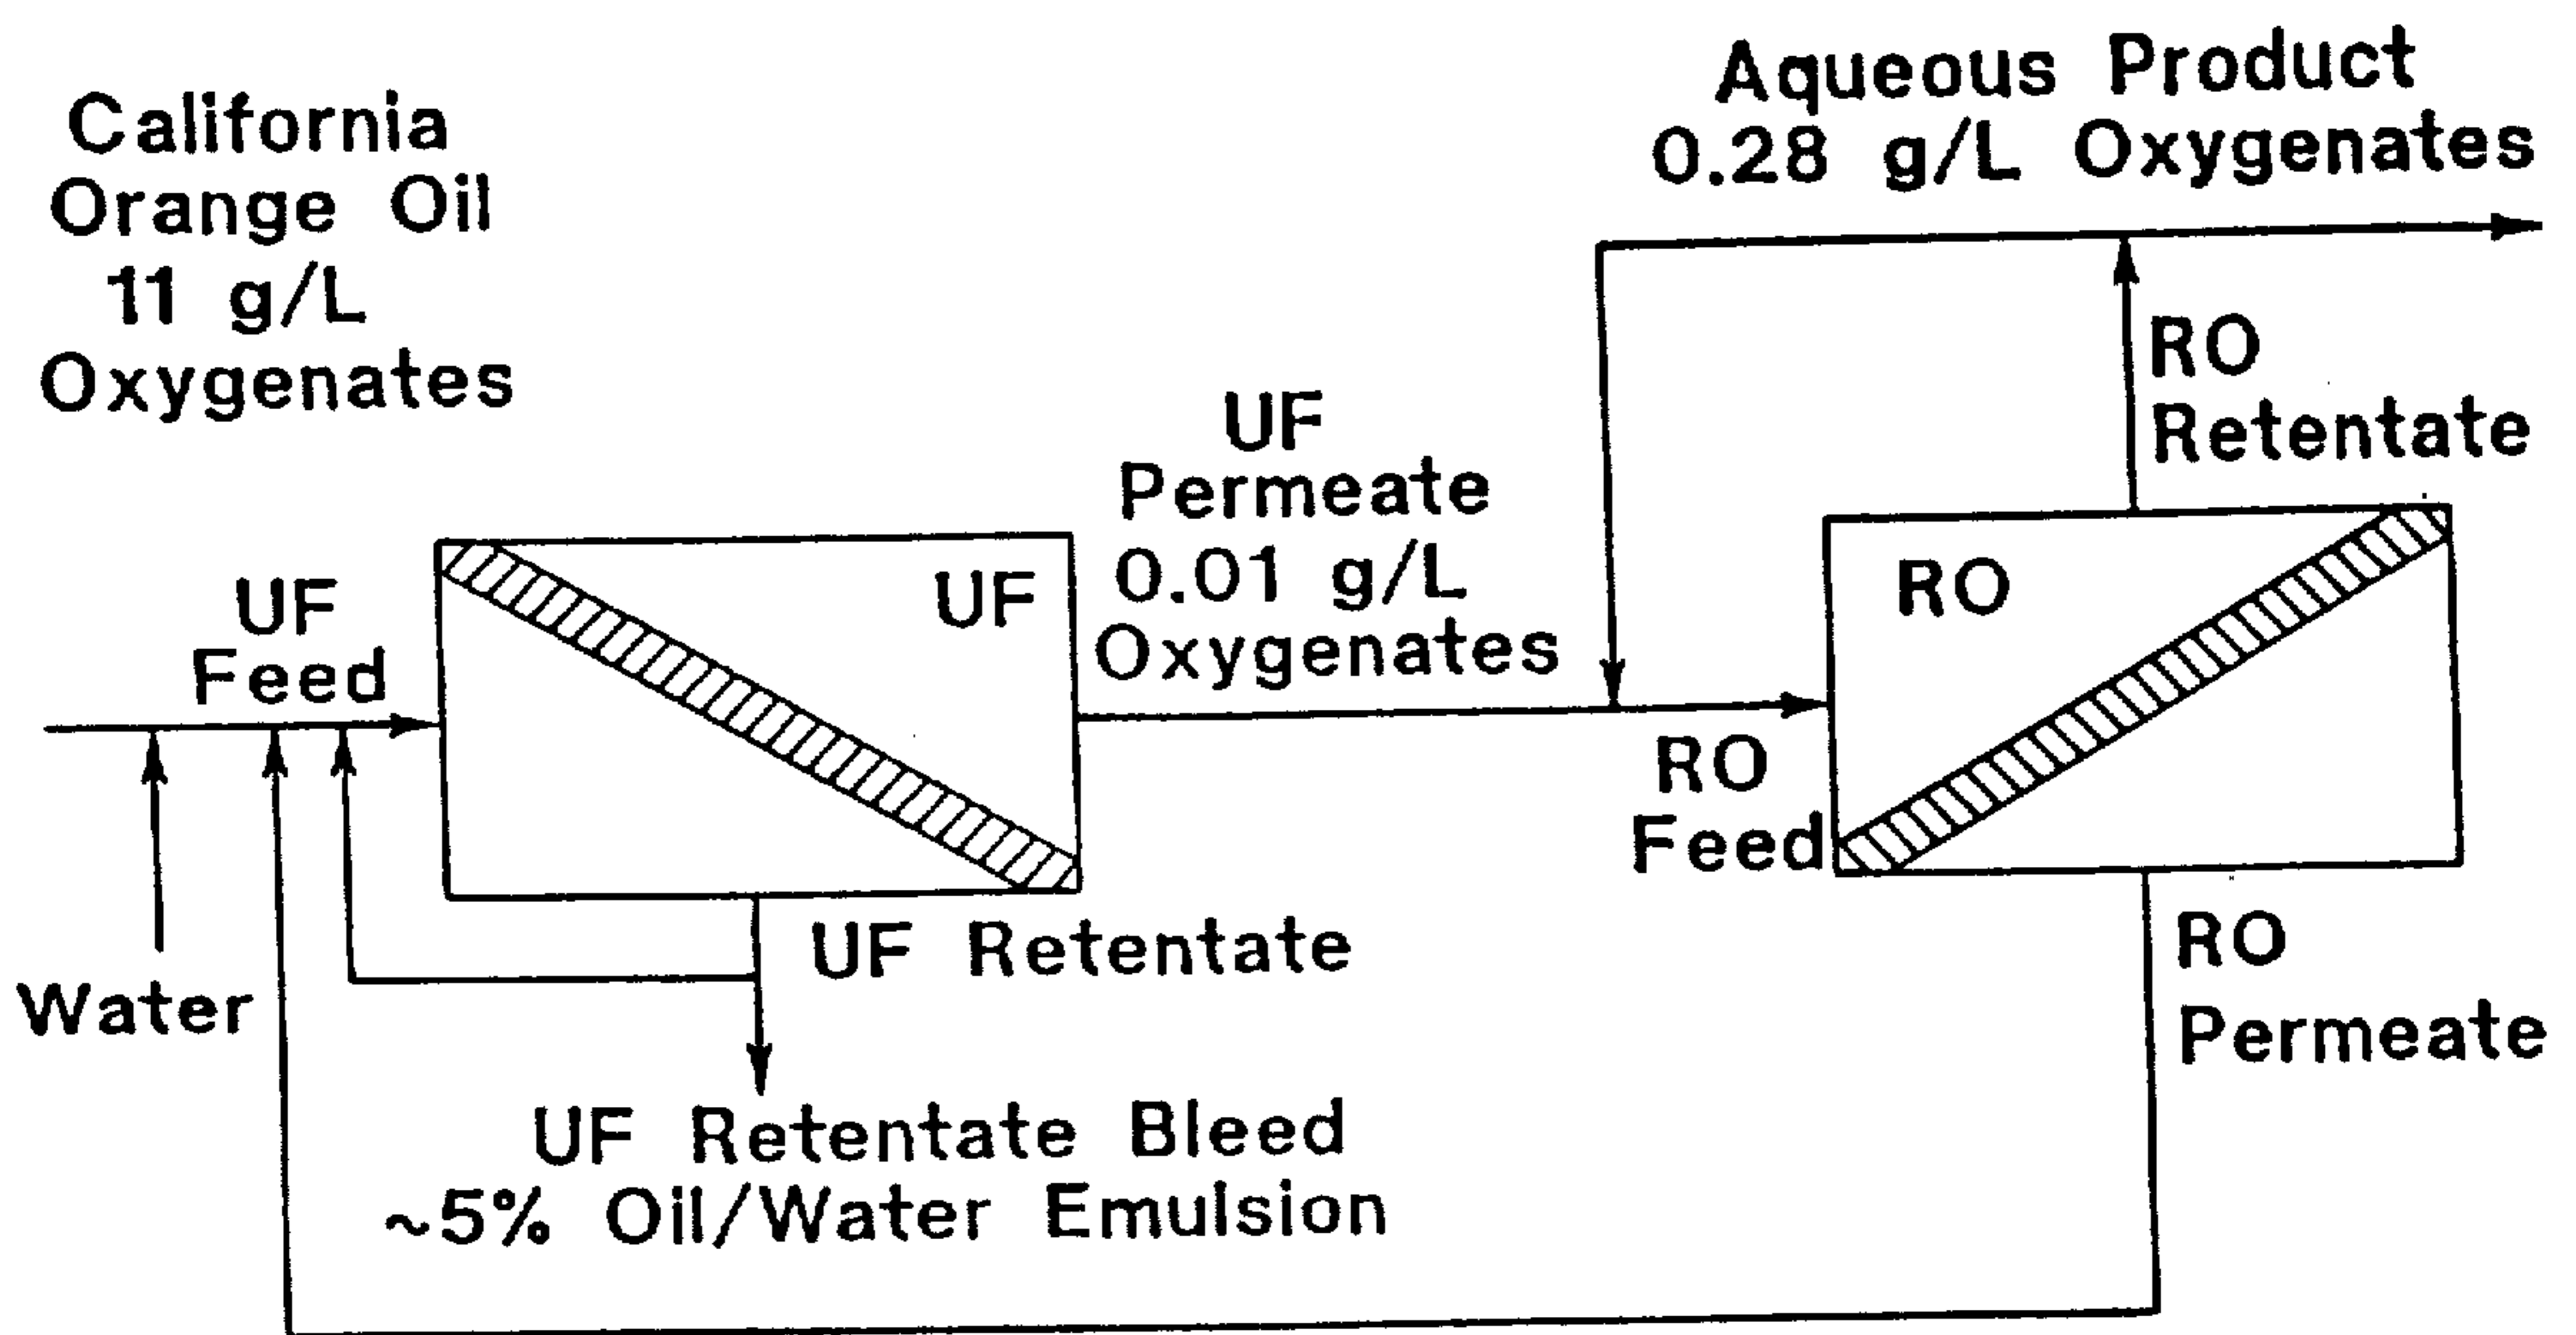 California
Orange Oil
11 g/L
Oxygenates
Aqueous Product
0.28 g/L Oxygenates
RO
Retentate
UF
Permeate
0.01 g/L
Oxygenates
UF
Feed
UF
RO
RO
Feed
Water
UF Retentate
RO
Permeate
UF Retentate Bleed
~5% Oil/Water Emulsion